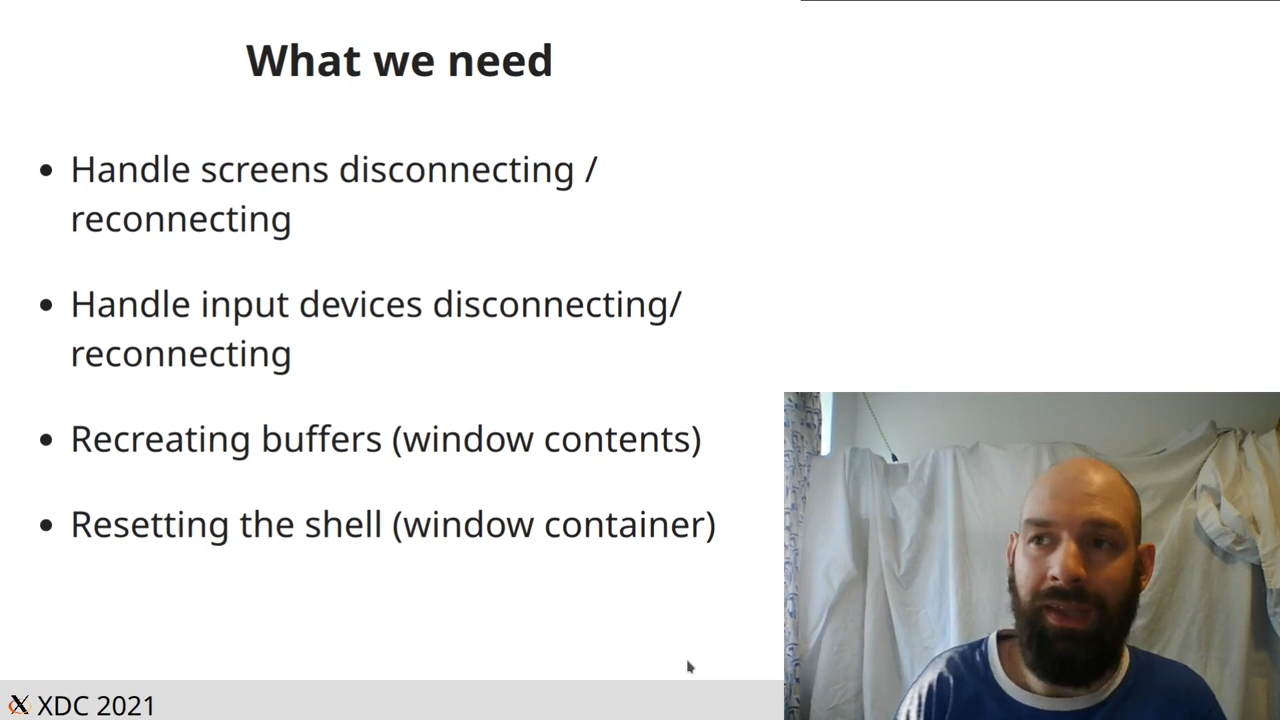 What we need
Handle screens disconnecting /
reconnecting
Handle input devices disconnecting/
reconnecting
Recreating buffers (window contents)
Resetting the shell (window container)
XDC 2021